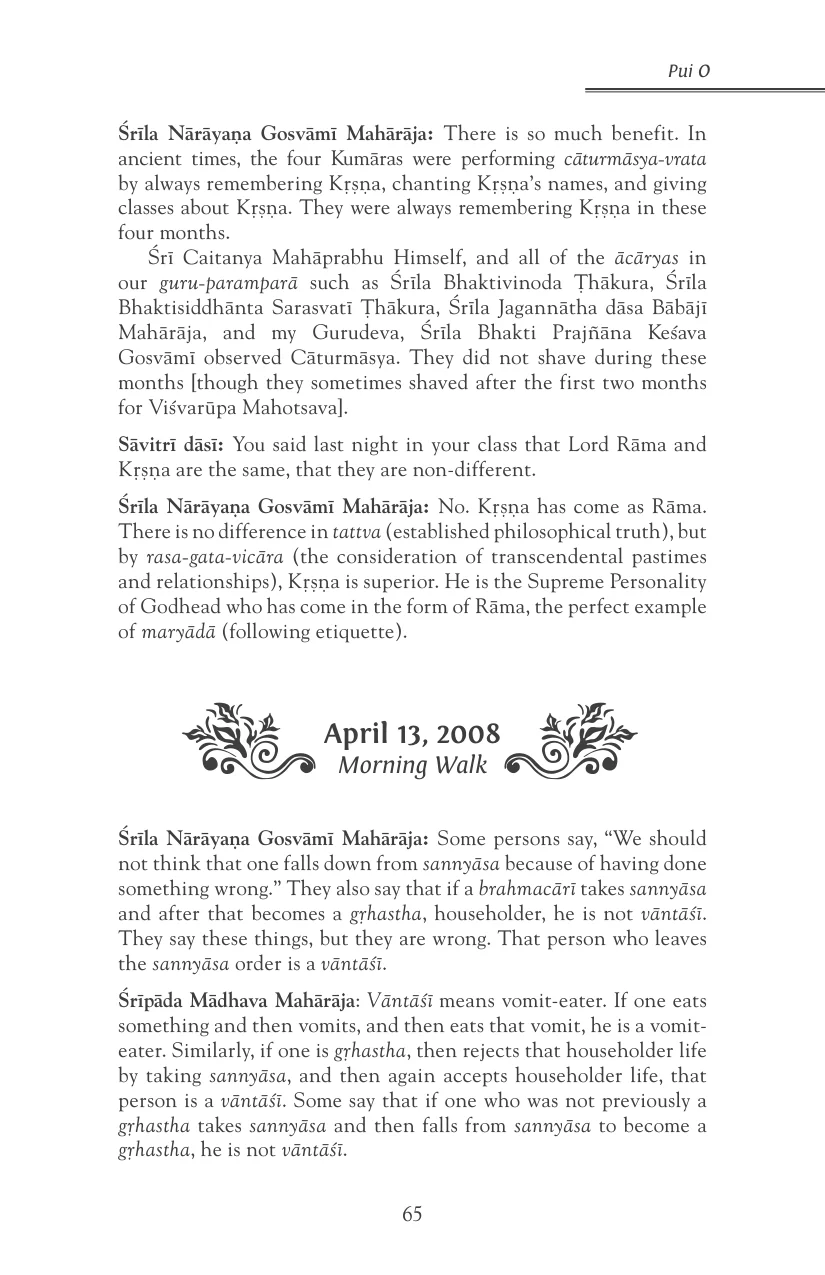 Pui O
Śrīla Nārāyaṇa Gosvāmī Mahārāja: There is so much benefit. In
ancient times, the four Kumāras were performing cāturmāsya-vrata
by always remembering Kṛṣṇa, chanting Kṛṣṇa’s names, and giving
classes about Kṛṣṇa. They were always remembering Kṛṣṇa in these
four months.
Śrī Caitanya Mahāprabhu Himself, and all of the ācāryas in
our guru-paramparā such as Śrīla Bhaktivinoda Ṭhākura, Śrīla
Bhaktisiddhānta Sarasvatī Ṭhākura, Śrīla Jagannātha dāsa Bābājī
Mahārāja, and my Gurudeva, Śrīla Bhakti Prajñāna Keśava
Gosvāmī observed Cāturmāsya. They did not shave during these
months [though they sometimes shaved after the first two months
for Viśvarūpa Mahotsava].
Sāvitrī dāsī: You said last night in your class that Lord Rāma and
Kṛṣṇa are the same, that they are non-different.
Śrīla Nārāyaṇa Gosvāmī Mahārāja: No. Kṛṣṇa has come as Rāma.
There is no difference in tattva (established philosophical truth), but
by rasa-gata-vicāra (the consideration of transcendental pastimes
and relationships), Kṛṣṇa is superior. He is the Supreme Personality
of Godhead who has come in the form of Rāma, the perfect example
of maryādā (following etiquette).
April 13, 2008
Morning Walk
Śrīla Nārāyaṇa Gosvāmī Mahārāja: Some persons say, “We should
not think that one falls down from sannyāsa because of having done
something wrong.” They also say that if a brahmacārī takes sannyāsa
and after that becomes a gṛhastha, householder, he is not vāntāśī.
They say these things, but they are wrong. That person who leaves
the sannyāsa order is a vāntāśī.
Śrīpāda Mādhava Mahārāja: Vāntāśī means vomit-eater. If one eats
something and then vomits, and then eats that vomit, he is a vomit-
eater. Similarly, if one is gṛhastha, then rejects that householder life
by taking sannyāsa, and then again accepts householder life, that
person is a vāntāśī. Some say that if one who was not previously a
gṛhastha takes sannyāsa and then falls from sannyāsa to become a
gṛhastha, he is not vāntāśī.
65